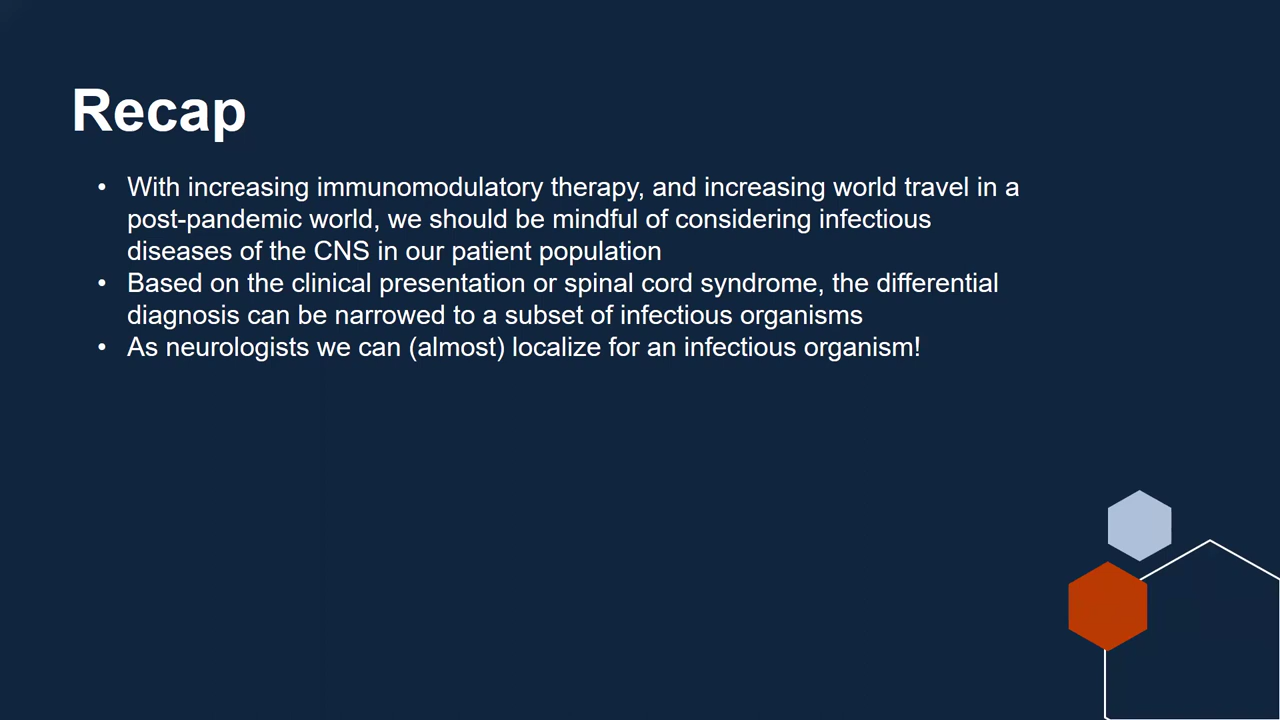 Recap
• With increasing immunomodulatory therapy, and increasing world travel in a
post-pandemic world, we should be mindful of considering infectious
diseases of the CNS in our patient population
• Based on the clinical presentation or spinal cord syndrome, the differential
diagnosis can be narrowed to a subset of infectious organisms
• As neurologists we can (almost) localize for an infectious organism!